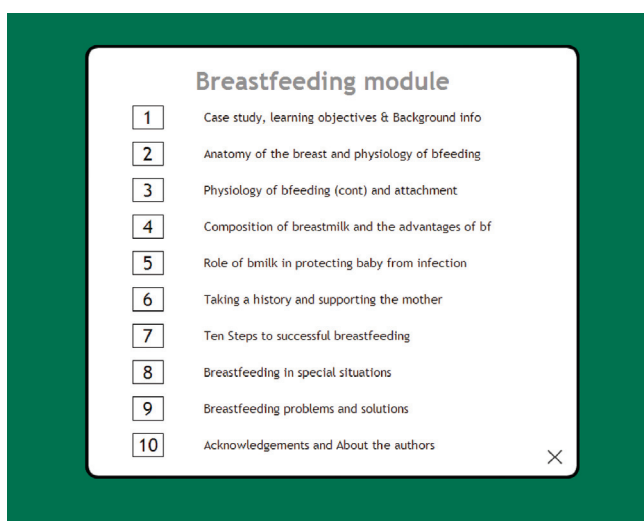 Breastfeeding module
1 Case study, learning objectives & Background info
2 Anatomy of the breast and physiology of bfeeding
3 Physiology of bfeeding (cont) and attachment
4 Composition of breastmilk and the advantages of bf
5 Role of bmilk in protecting baby from infection
6 Taking a history and supporting the mother
7 Ten Steps to successful breastfeeding
8 Breastfeeding in special situations
9 Breastfeeding problems and solutions
10 Acknowledgements and About the authors